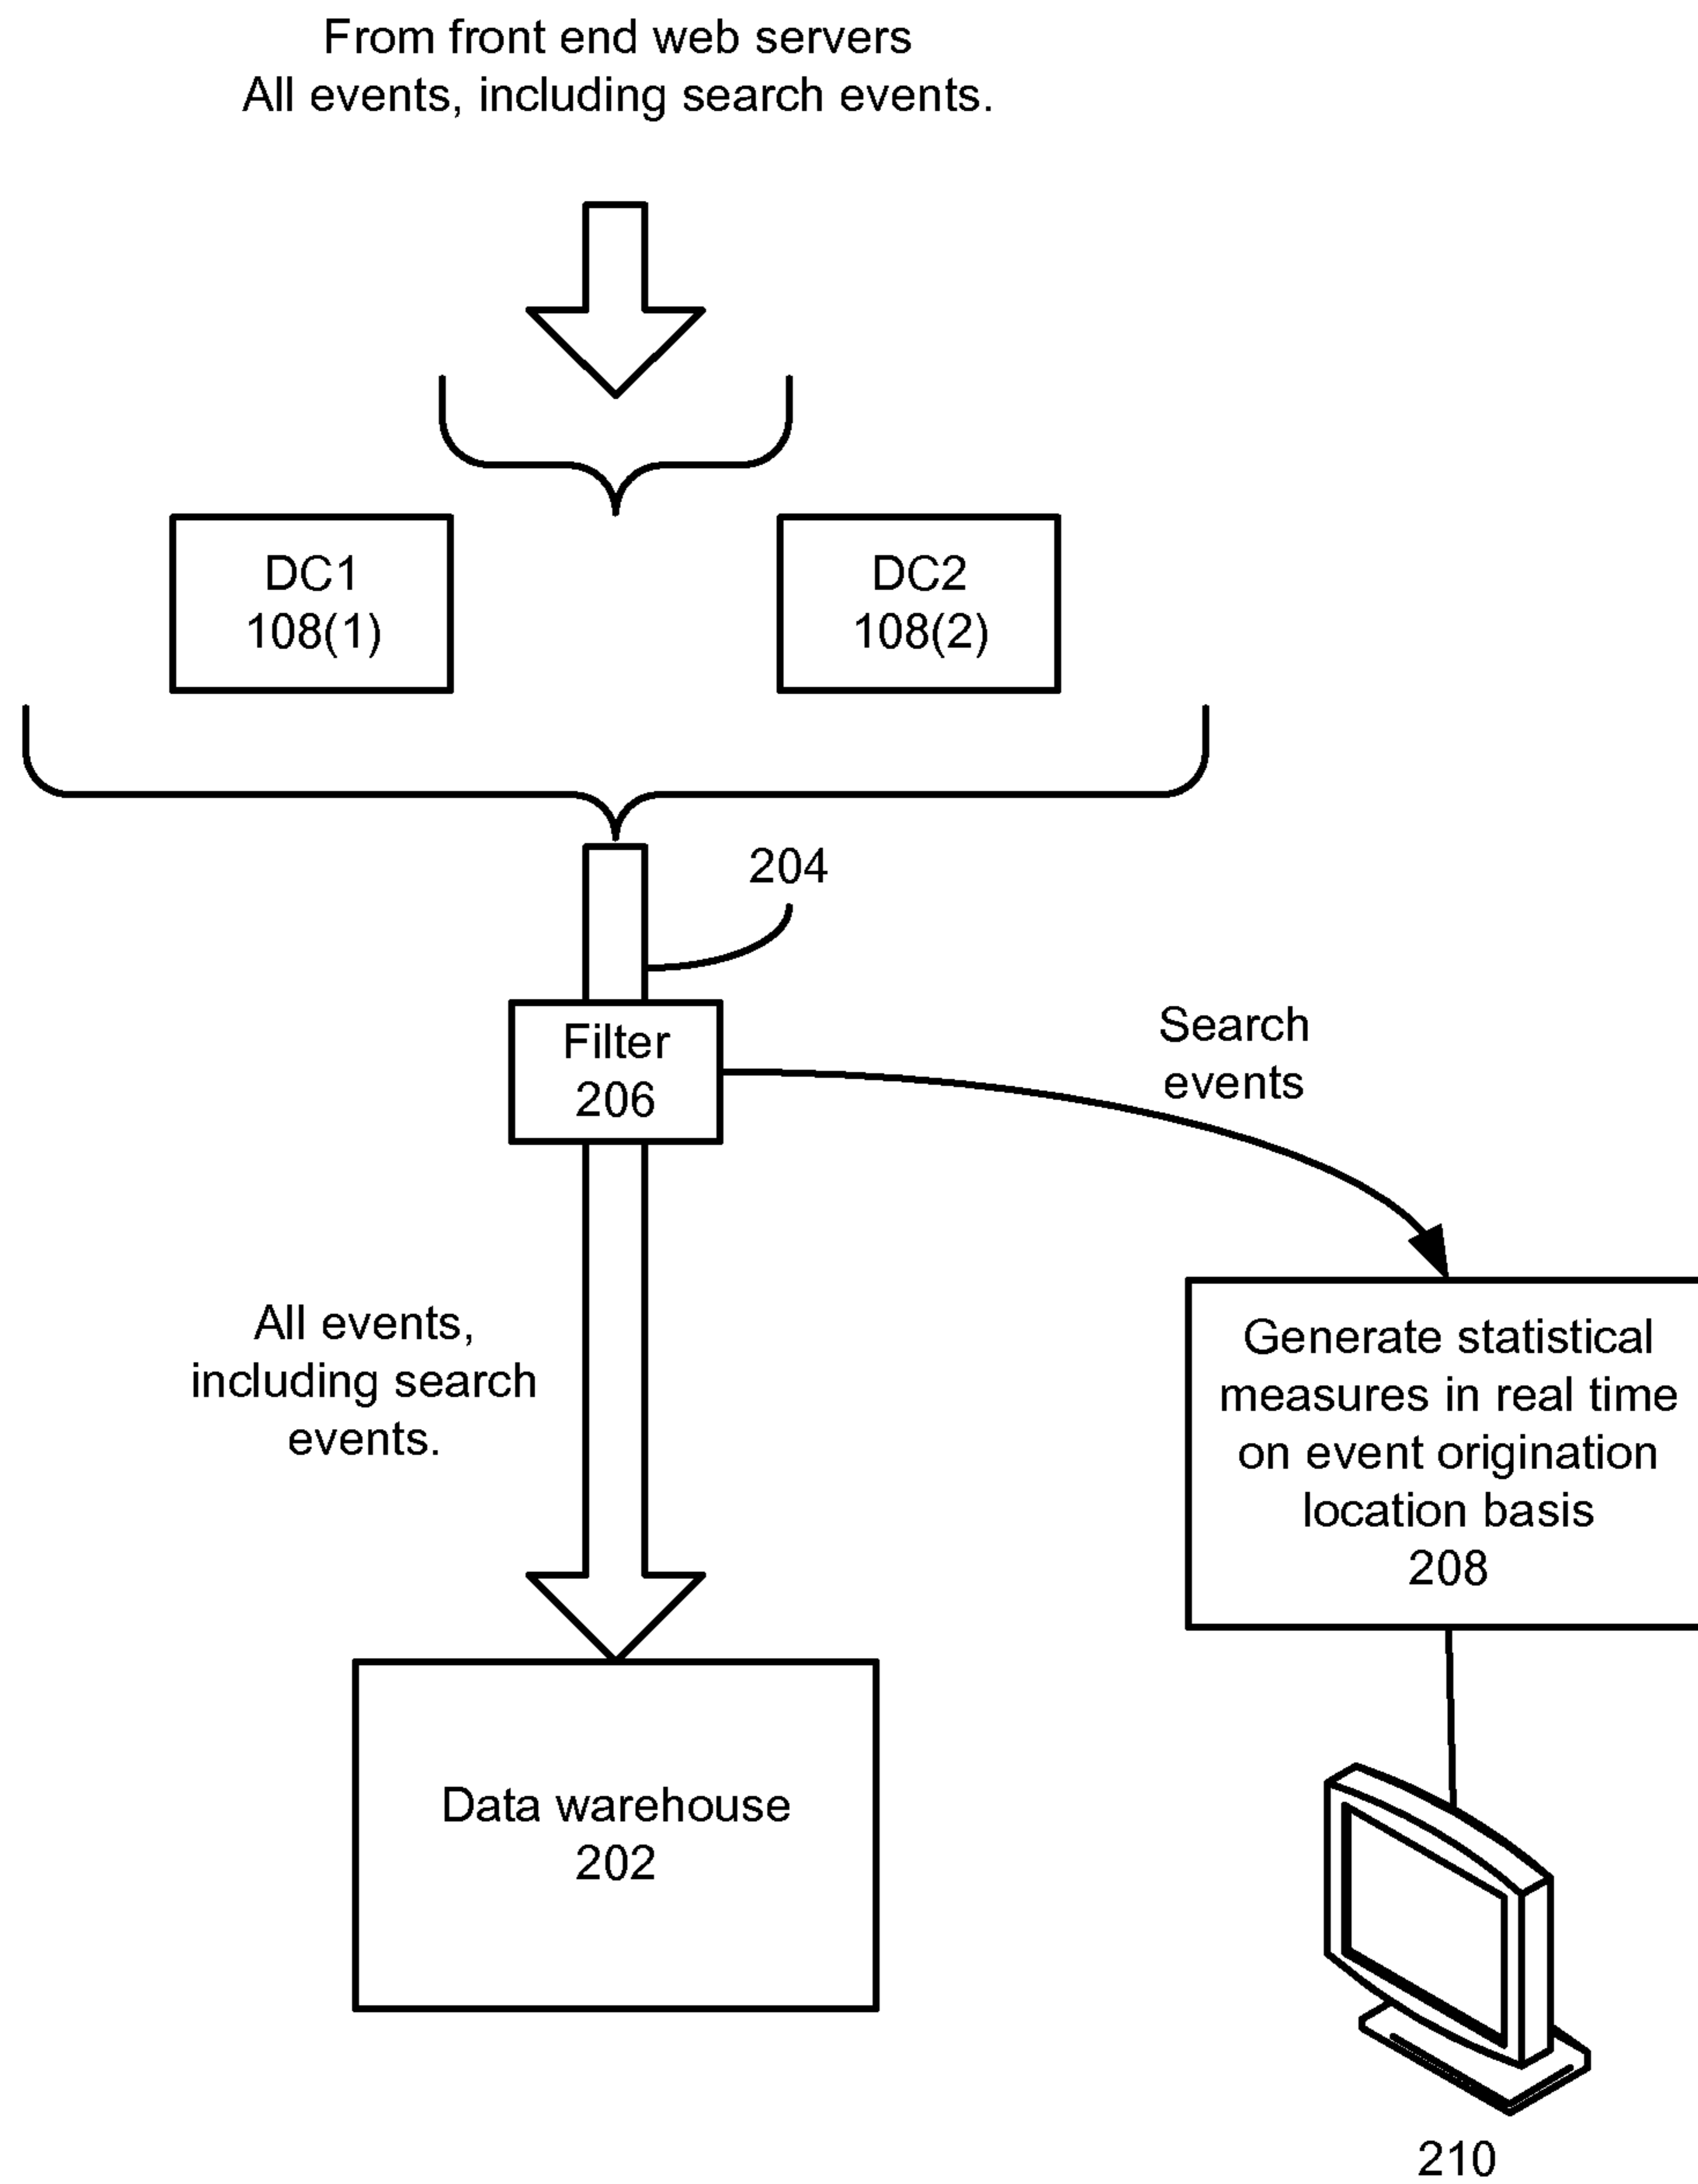 From front end web servers
All events, including search events.
DC1
108(1)
DC2
108(2)
204
Filter
206
Search
events
All events,
including search
events.
Generate statistical
measures in real time
on event origination
location basis
208
Data warehouse
202
210